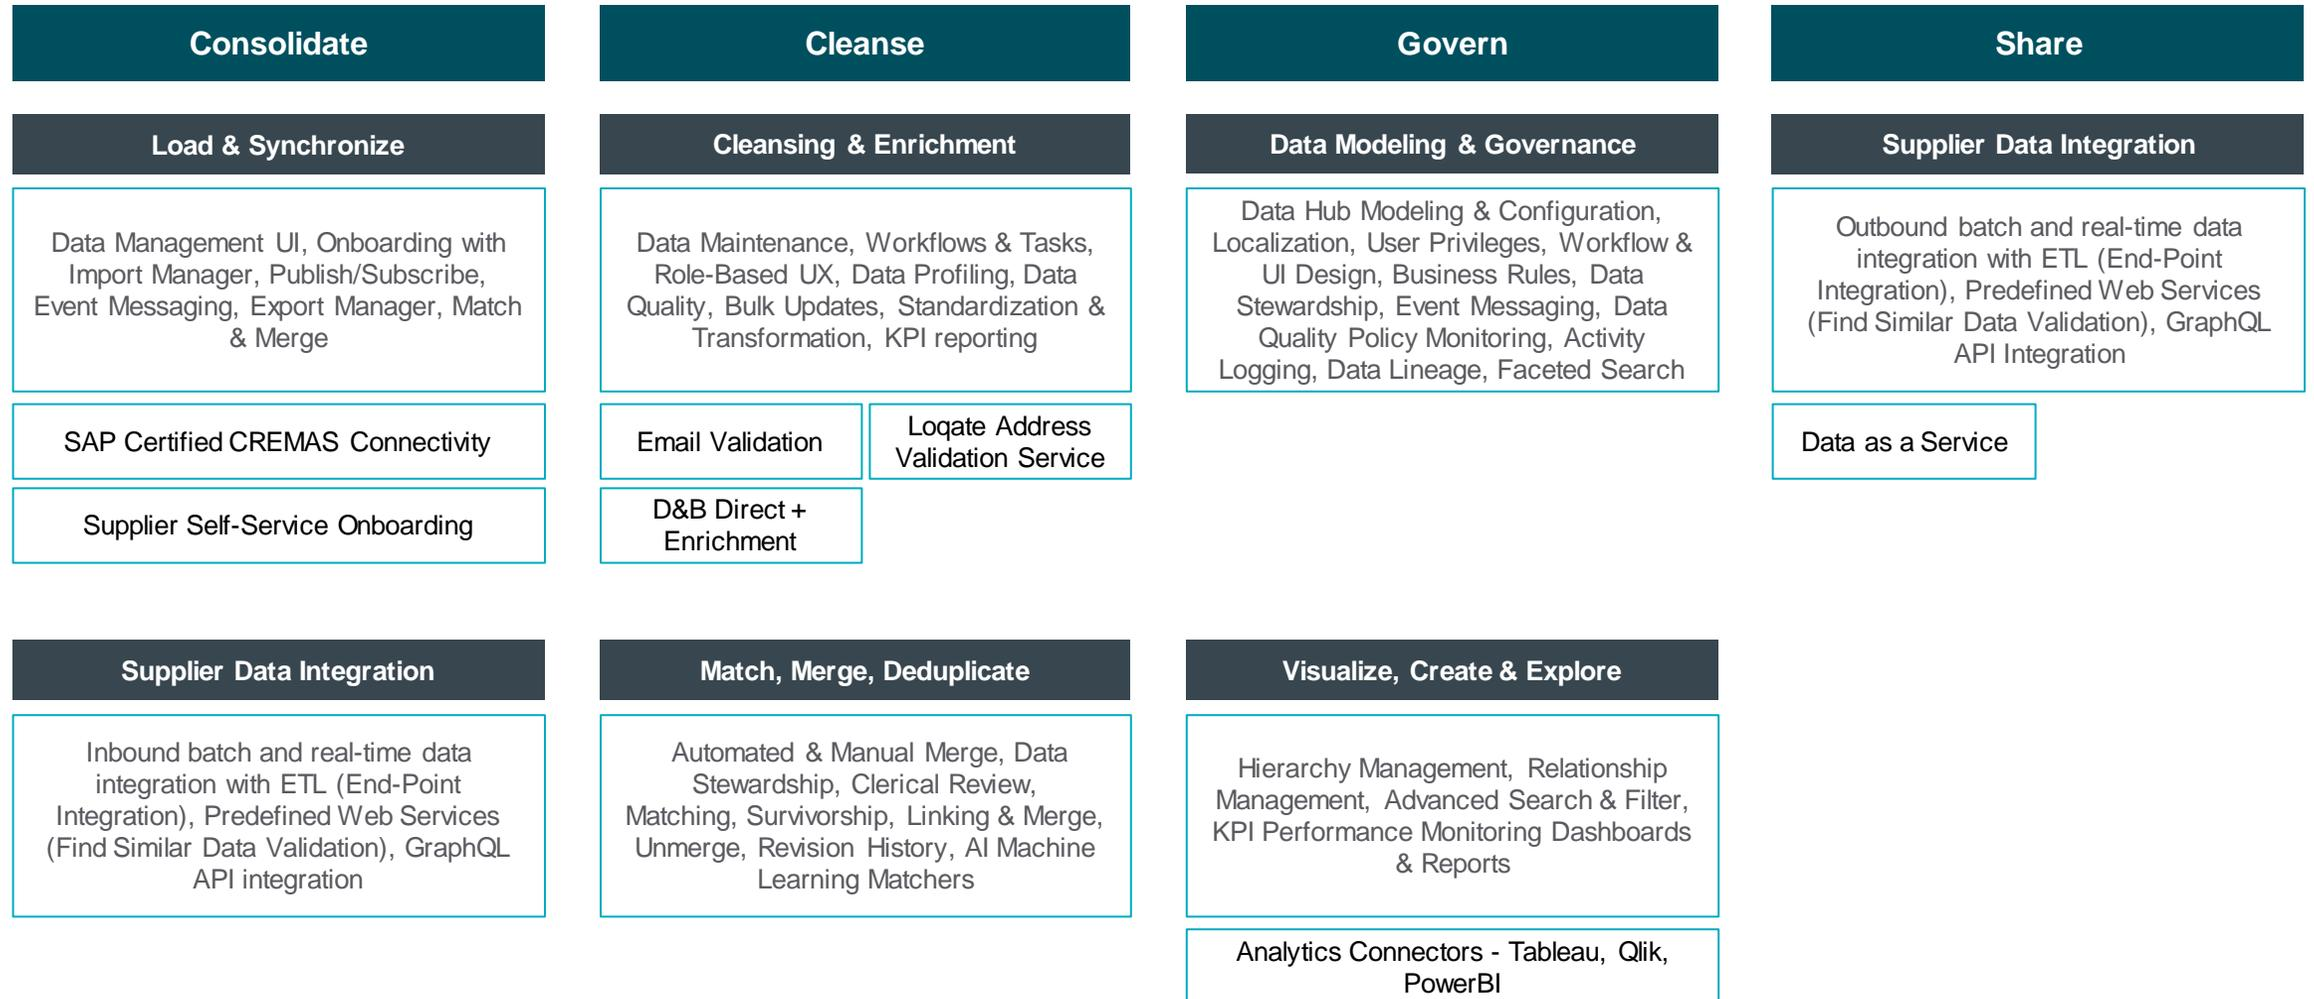 Consolidate
Cleanse
Govern
Share
Load & Synchronize
Cleansing & Enrichment
Data Modeling & Governance
Supplier Data Integration
Data Management UI, Onboarding with
Import Manager, Publish/Subscribe,
Event Messaging, Export Manager, Match
& Merge
Data Maintenance, Workflows & Tasks,
Role-Based UX, Data Profiling, Data
Quality, Bulk Updates, Standardization &
Transformation, KPI reporting
Data Hub Modeling & Configuration,
Localization, User Privileges, Workflow &
UI Design, Business Rules, Data
Stewardship, Event Messaging, Data
Quality Policy Monitoring, Activity
Logging, Data Lineage, Faceted Search
Outbound batch and real-time data
integration with ETL (End-Point
Integration), Predefined Web Services
(Find Similar Data Validation), GraphQL
API Integration
SAP Certified CREMAS Connectivity
Email Validation
Loqate Address
Validation Service
Data as a Service
Supplier Self-Service Onboarding
D&B Direct +
Enrichment
Supplier Data Integration
Match, Merge, Deduplicate
Visualize, Create & Explore
Inbound batch and real-time data
integration with ETL (End-Point
Integration), Predefined Web Services
(Find Similar Data Validation), GraphQL
API integration
Automated & Manual Merge, Data
Stewardship, Clerical Review,
Matching, Survivorship, Linking & Merge,
Unmerge, Revision History, AI Machine
Learning Matchers
Hierarchy Management, Relationship
Management, Advanced Search & Filter,
KPI Performance Monitoring Dashboards
& Reports
Analytics Connectors - Tableau, Qlik,
PowerBI